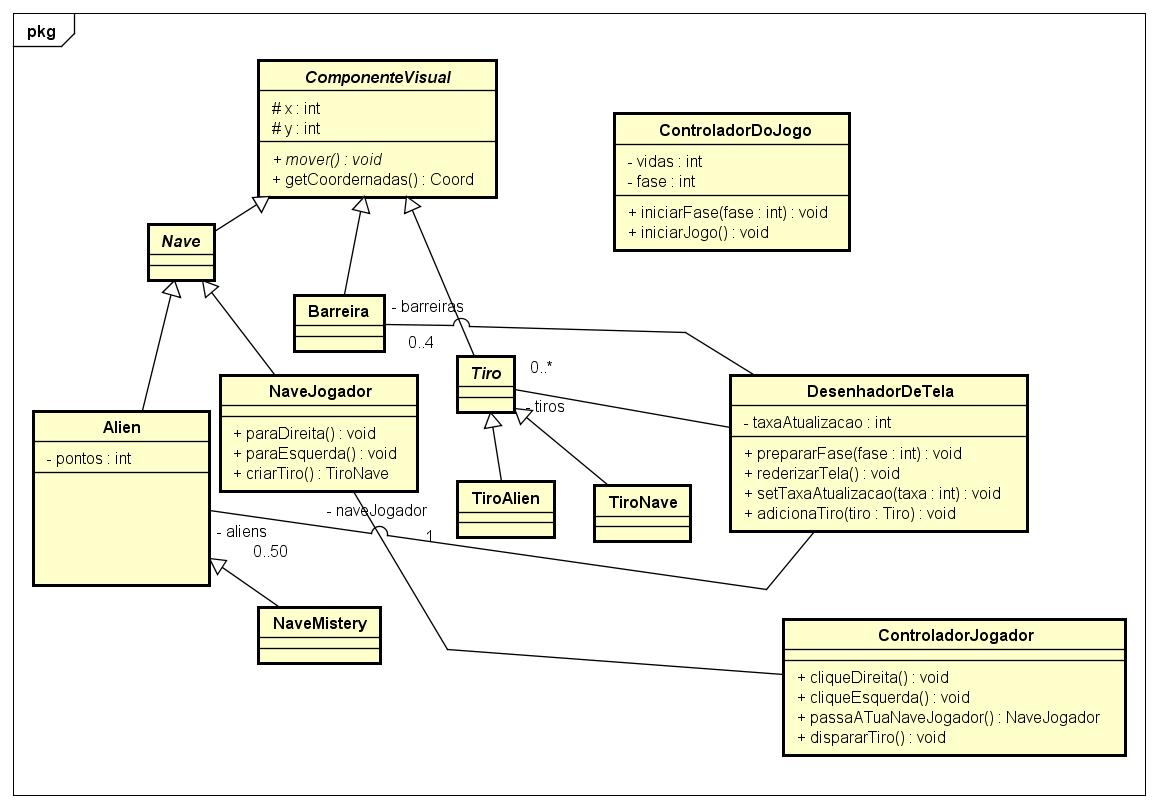 pkg
ComponenteVisual
# x : int
# y : int
+ mover() : void
+ getCoordernadas() : Coord
ControladorDoJogo
- vidas : int
- fase : int
+ iniciarFase(fase : int) : void
+ iniciarJogo() : void
Nave
Barreira
- barreiras
0..4
Tiro
0..*
- tiros
DesenhadorDeTela
- taxaAtualizacao : int
+ prepararFase(fase : int) : void
+ rederizarTela() : void
+ setTaxaAtualizacao(taxa : int) : void
+ adicionaTiro(tiro : Tiro) : void
NaveJogador
+ paraDireita() : void
+ paraEsquerda() : void
+ criarTiro() : TiroNave
Alien
- pontos : int
TiroAlien
TiroNave
- naveJogador
1
- aliens
0..50
NaveMistery
ControladorJogador
+ cliqueDireita() : void
+ cliqueEsquerda() : void
+ passaATuaNaveJogador() : NaveJogador
+ dispararTiro() : void